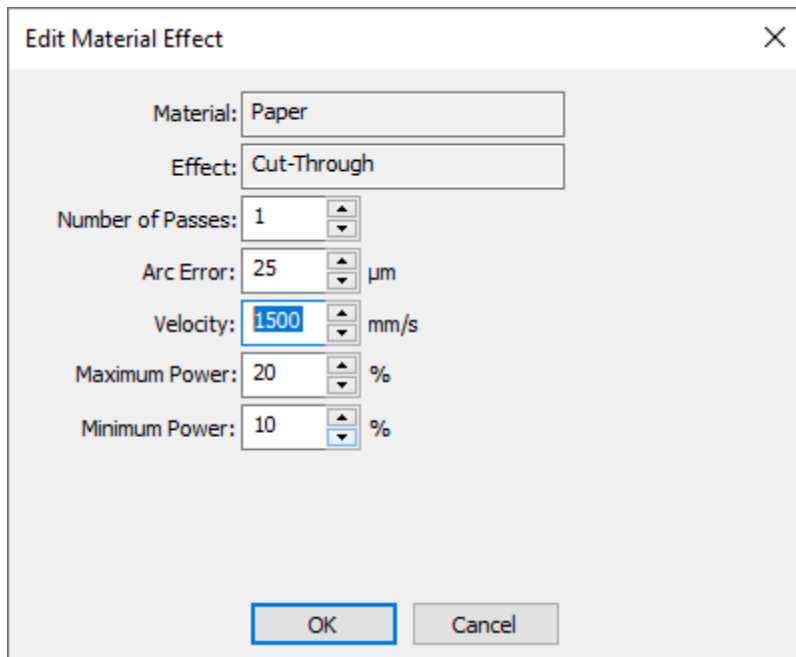 Edit Material Effect
Material: Paper
Effect: Cut-Through
Number of Passes: 1
Arc Error: 25 µm
Velocity: 1500 mm/s
Maximum Power: 20 %
Minimum Power: 10 %
OK Cancel